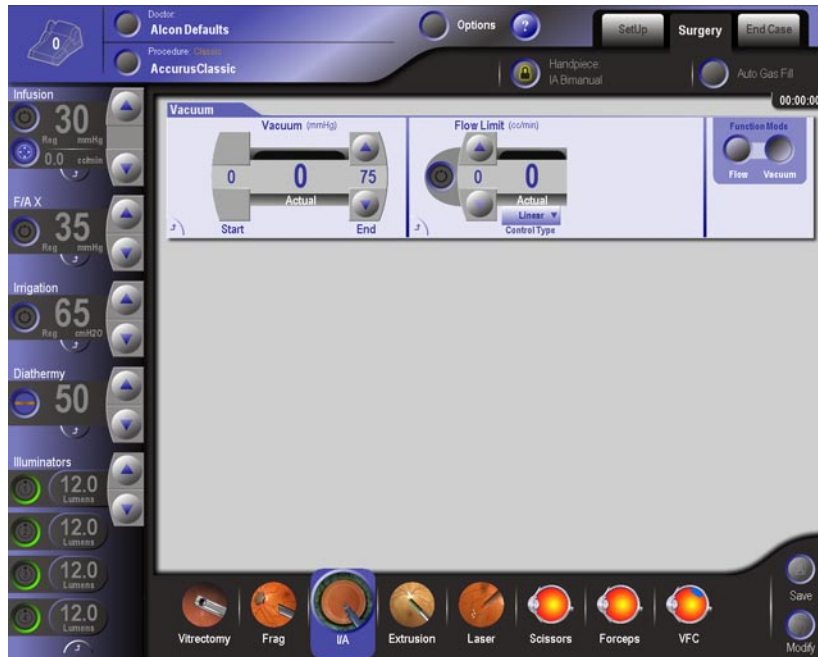 Doctor:
Alcon Defaults
0
Procedure: Classic
AccurusClassic
Options
?
SetUp
Surgery
End Case
Handpiece:
IA Bimanual
Auto Gas Fill
00:00:00
Infusion
30
Reg mmHg
0.0 cc/min
F/A X
35
Reg mmHg
Irrigation
65
Reg cmH2O
Diathermy
50
Illuminators
12.0
Lumens
12.0
Lumens
12.0
Lumens
12.0
Lumens
Vacuum
Vacuum (mmHg)
0 0 75
Actual
Start End
Flow Limit (cc/min)
0 0
Actual
Linear
Control Type
Function Mode
Flow Vacuum
Vitrectomy
Frag
I/A
Extrusion
Laser
Scissors
Forceps
VFC
Save
Modify